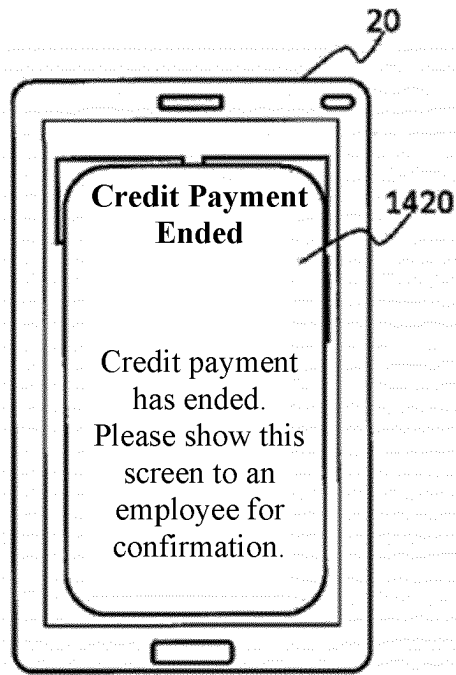 20
Credit Payment
Ended
1420
Credit payment
has ended.
Please show this
screen to an
employee for
confirmation.